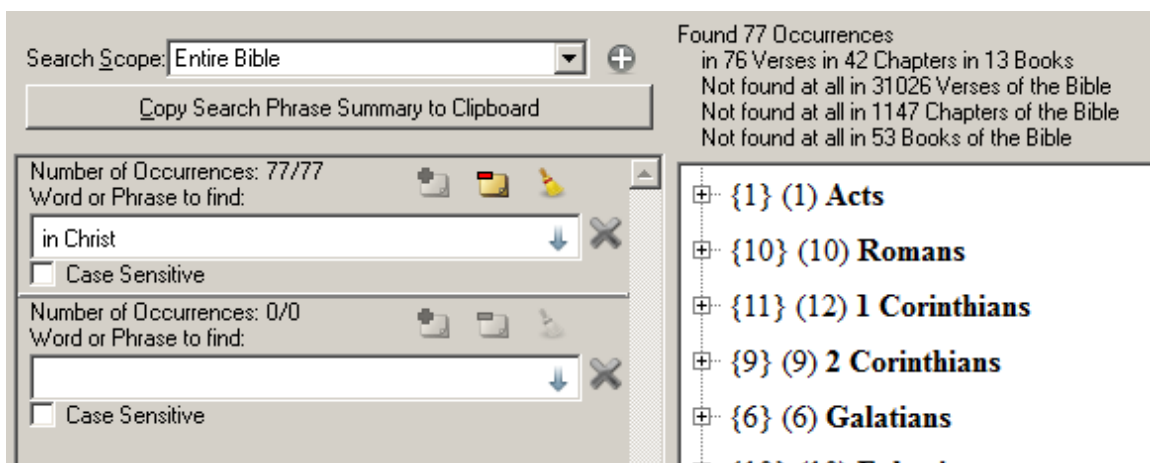 Search Scope: Entire Bible
Copy Search Phrase Summary to Clipboard
Number of Occurrences: 77/77
Word or Phrase to find:
in Christ
Case Sensitive
Number of Occurrences: 0/0
Word or Phrase to find:
Case Sensitive
Found 77 Occurrences
in 76 Verses in 42 Chapters in 13 Books
Not found at all in 31026 Verses of the Bible
Not found at all in 1147 Chapters of the Bible
Not found at all in 53 Books of the Bible
{1} (1) Acts
{10} (10) Romans
{11} (12) 1 Corinthians
{9} (9) 2 Corinthians
{6} (6) Galatians